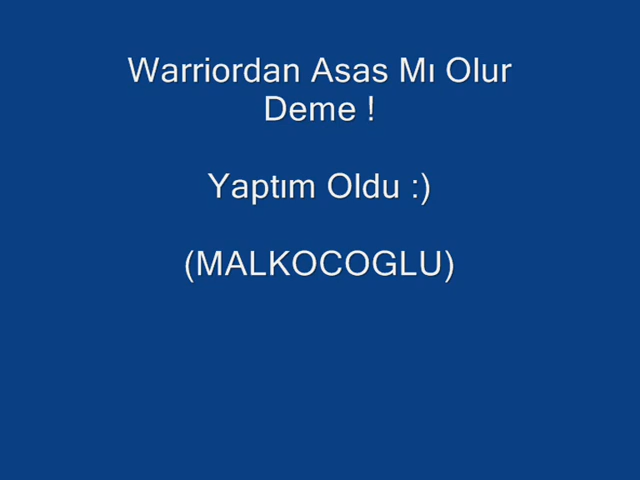 Warriordan Asas Mı Olur
Deme !
Yaptım Oldu :)
(MALKOCOGLU)